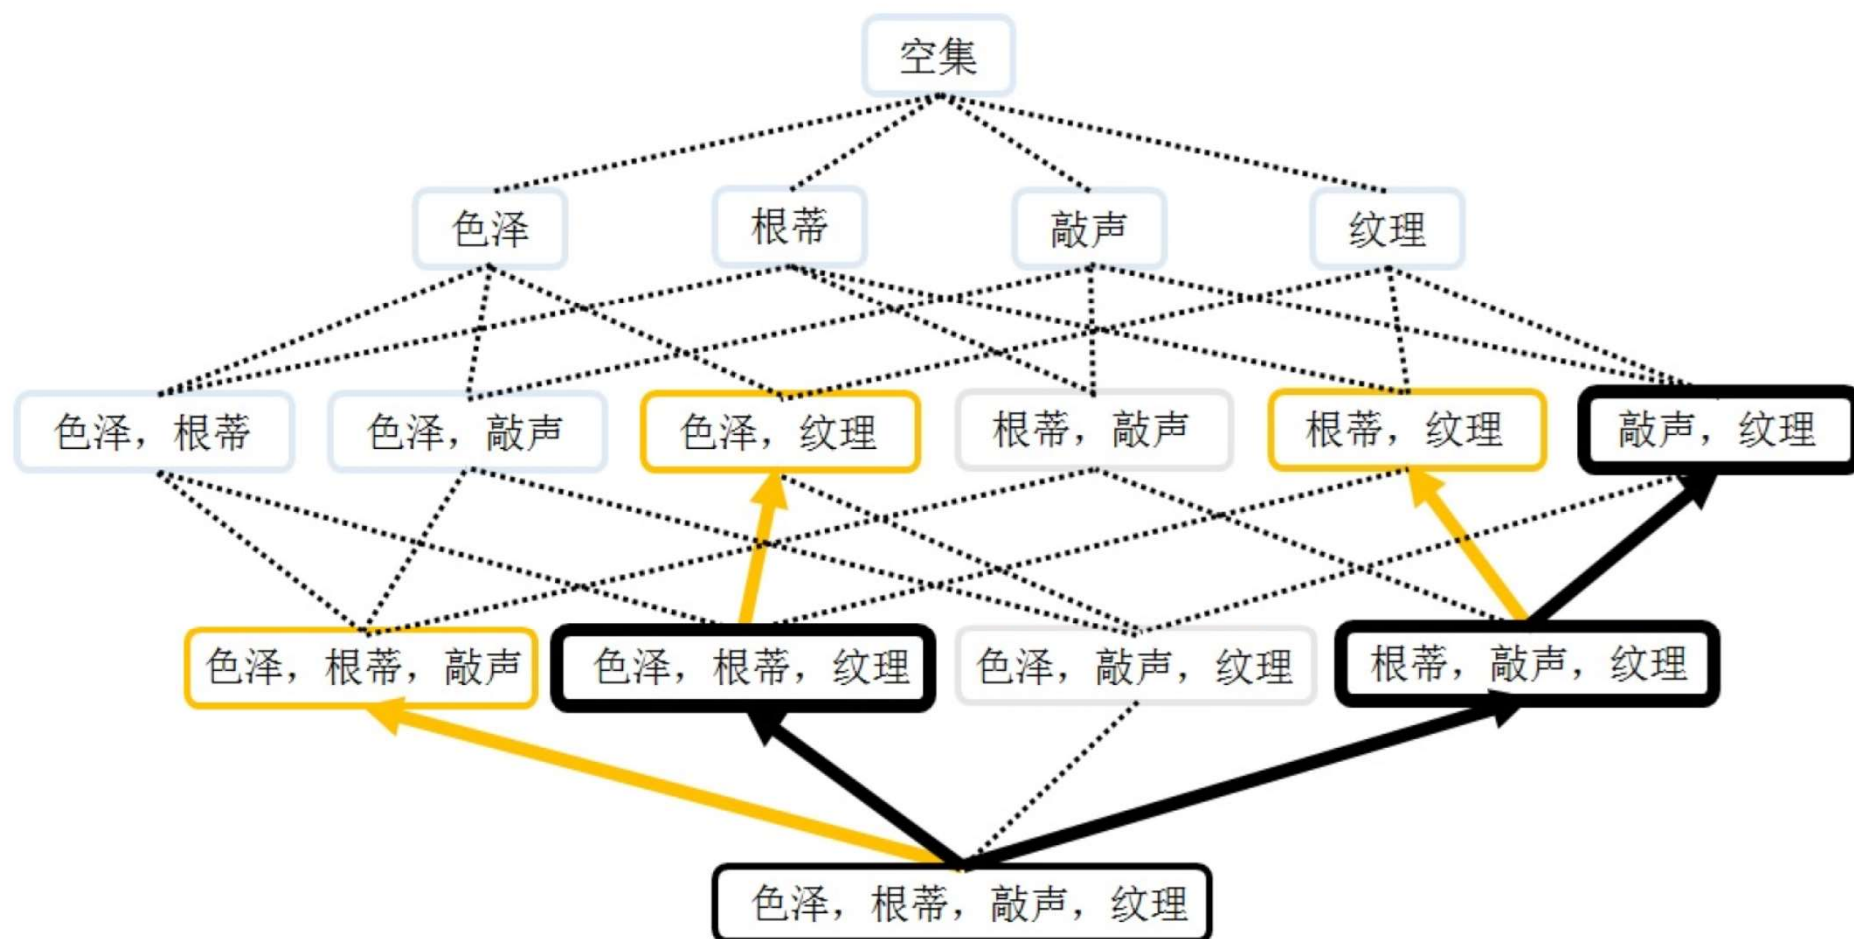 空集
色泽
根蒂
敲声
纹理
色泽，根蒂
色泽，敲声
色泽，纹理
根蒂，敲声
根蒂，纹理
敲声，纹理
色泽，根蒂，敲声
色泽，根蒂，纹理
色泽，敲声，纹理
根蒂，敲声，纹理
色泽，根蒂，敲声，纹理